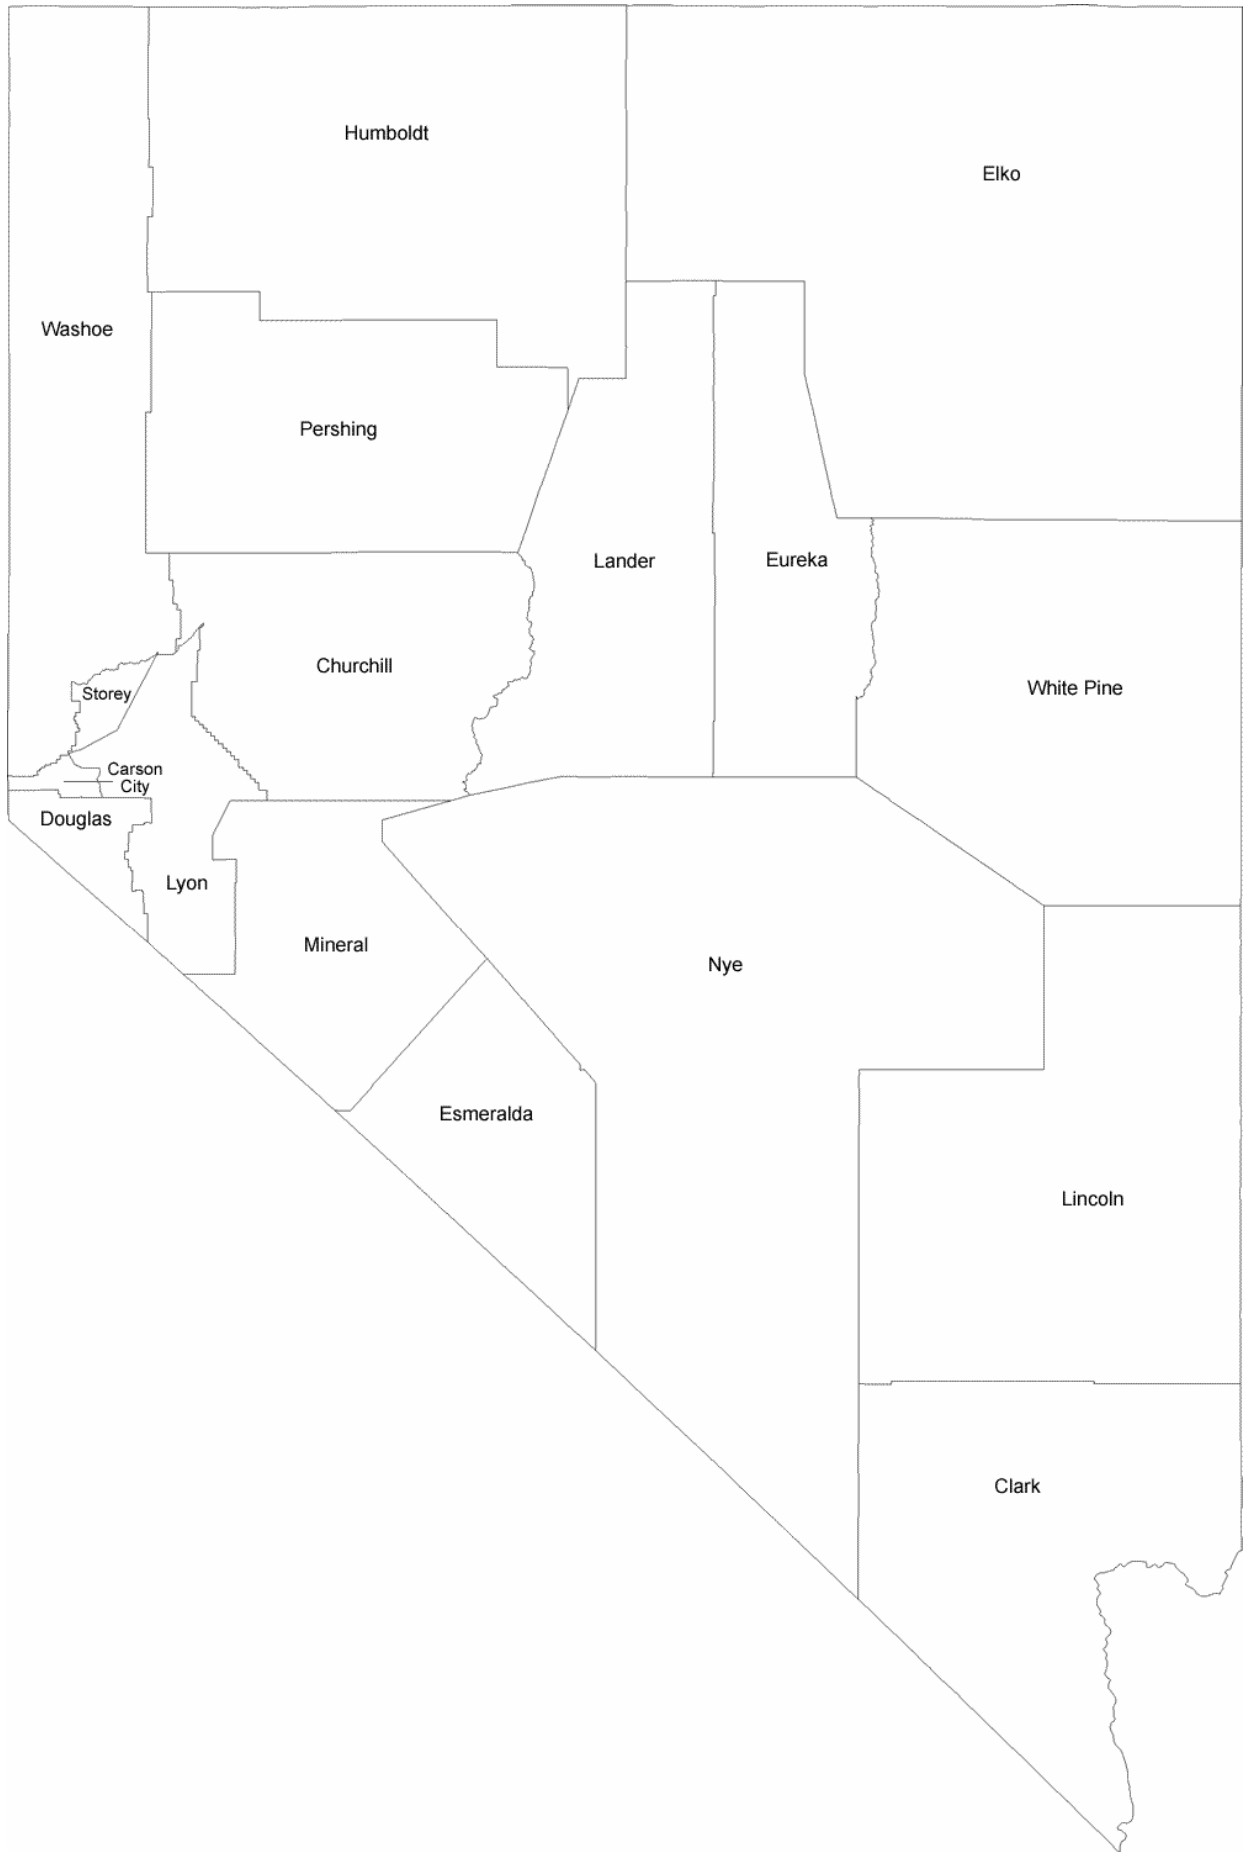 Humboldt
Elko
Washoe
Pershing
Lander
Eureka
Churchill
White Pine
Storey
Carson
City
Douglas
Lyon
Mineral
Nye
Esmeralda
Lincoln
Clark